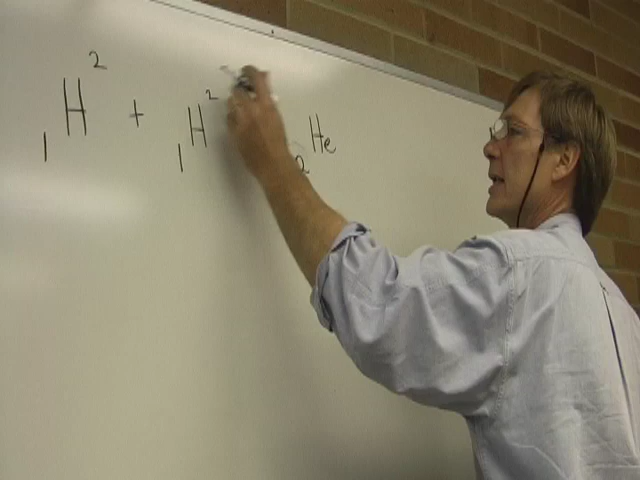 ₁H² + ₁H² ₂He